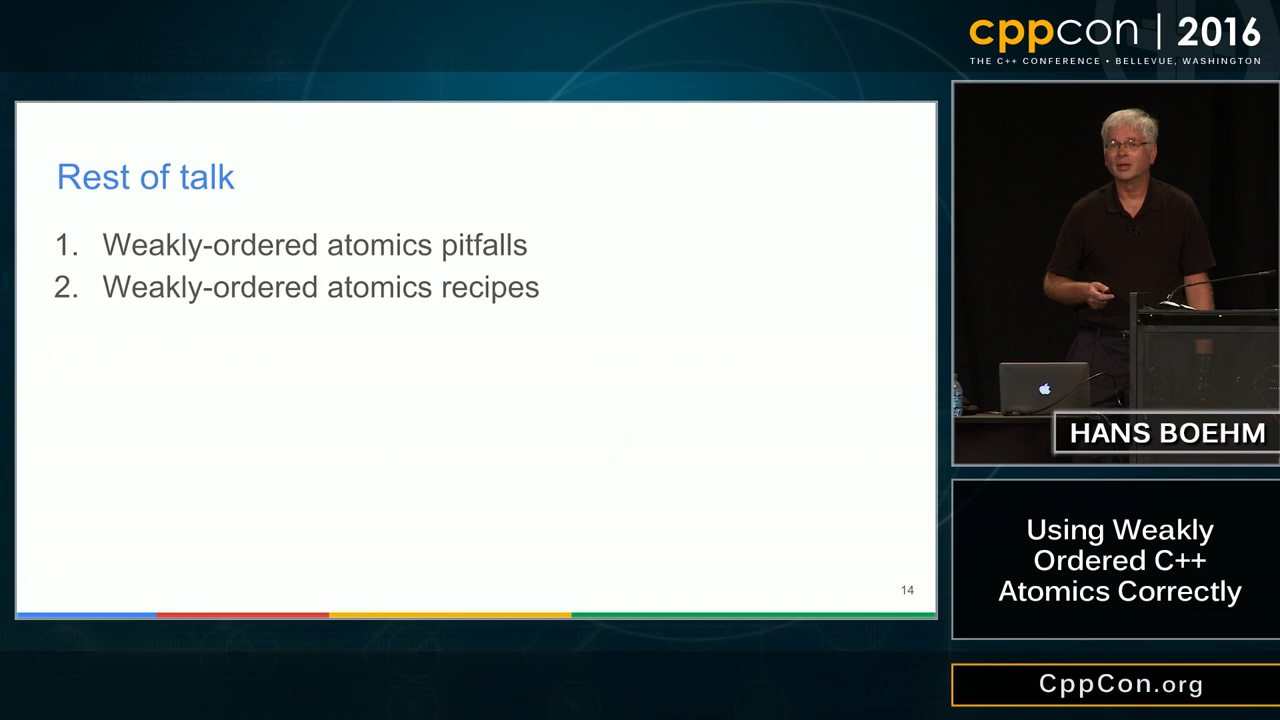 cppcon | 2016
THE C++ CONFERENCE • BELLEVUE, WASHINGTON
Rest of talk
1. Weakly-ordered atomics pitfalls
2. Weakly-ordered atomics recipes
14
HANS BOEHM
Using Weakly
Ordered C++
Atomics Correctly
CppCon.org